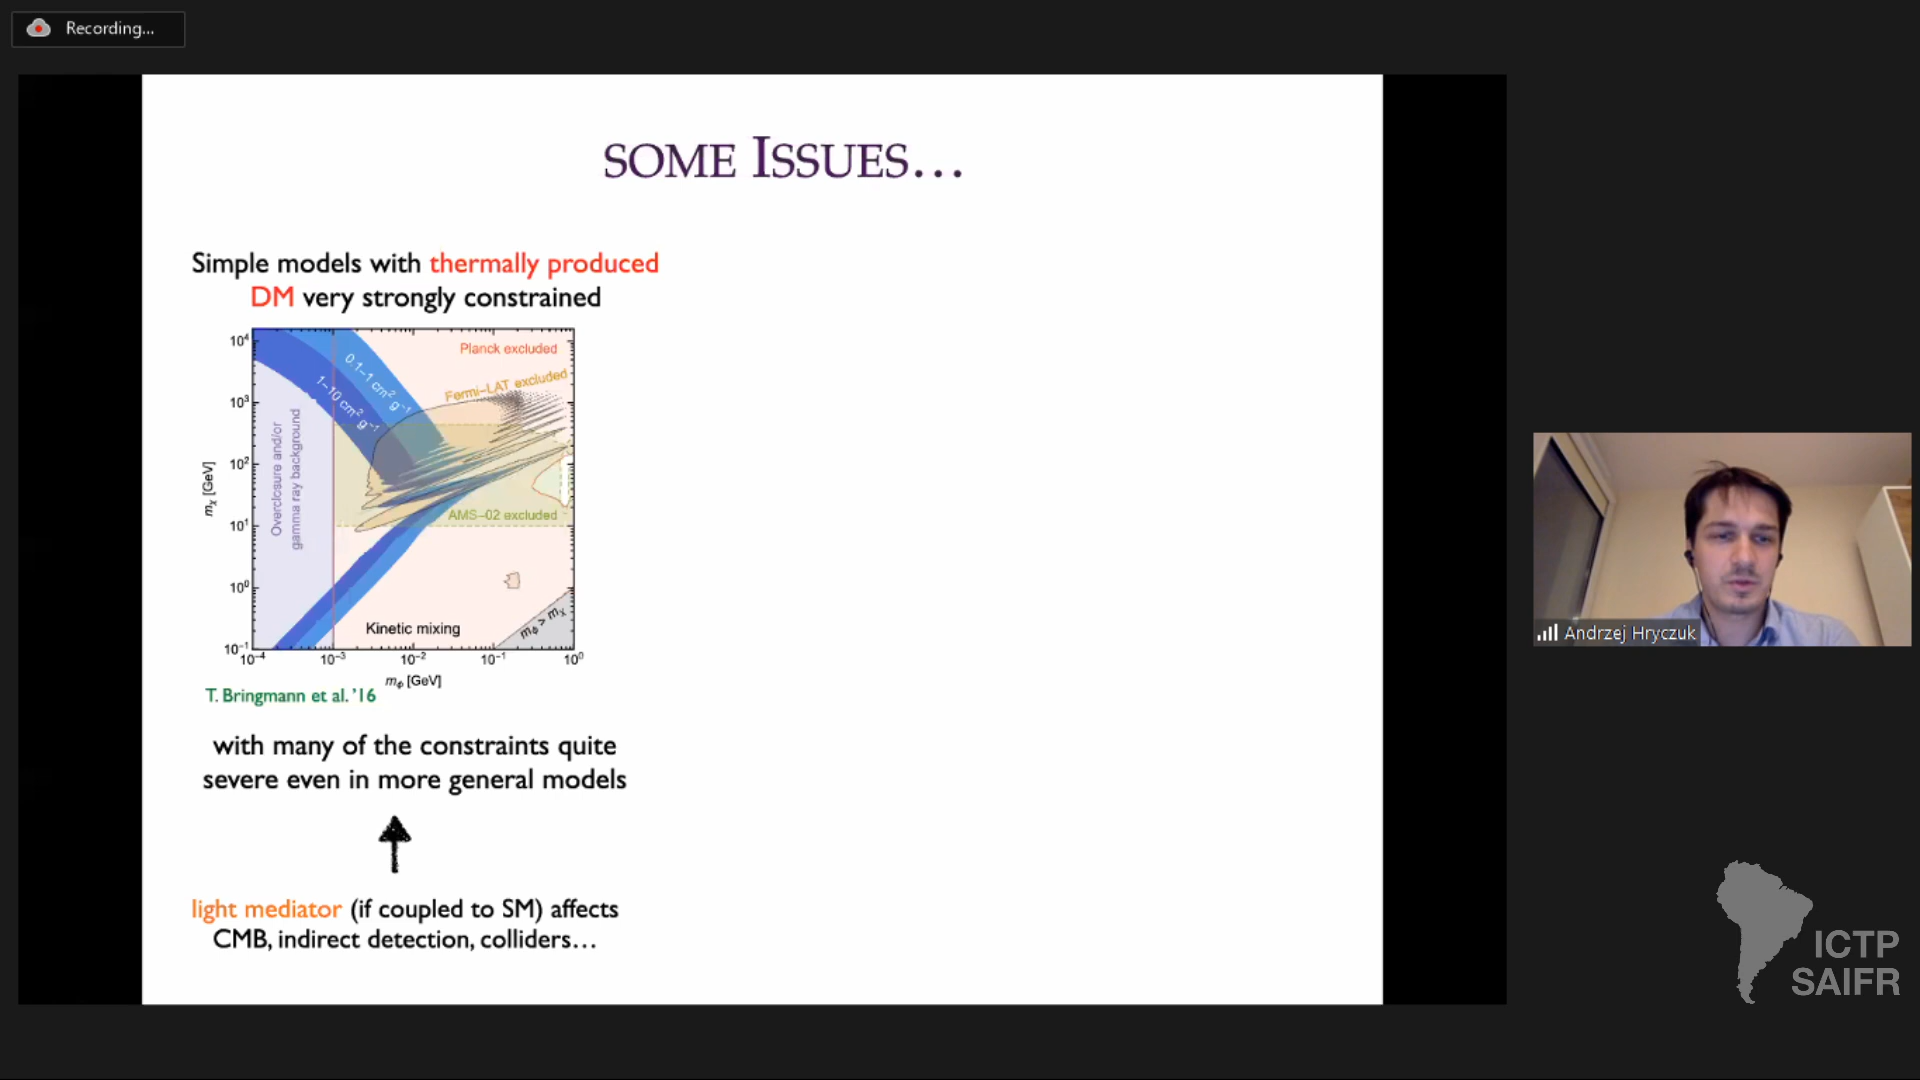 Recording...
SOME ISSUES...
Simple models with thermally produced
DM very strongly constrained
10⁴
10³
10²
10¹
10⁰
10⁻¹
mχ [GeV]
Planck excluded
Fermi-LAT excluded
0.1-1 cm² g⁻¹
1-10 cm² g⁻¹
Overclosure and/or
gamma ray background
AMS-02 excluded
Kinetic mixing
mϕ > mχ
10⁻⁴ 10⁻³ 10⁻² 10⁻¹ 10⁰
mϕ [GeV]
T. Bringmann et al. '16
with many of the constraints quite
severe even in more general models
light mediator (if coupled to SM) affects
CMB, indirect detection, colliders...
Andrzej Hryczuk
ICTP
SAIFR